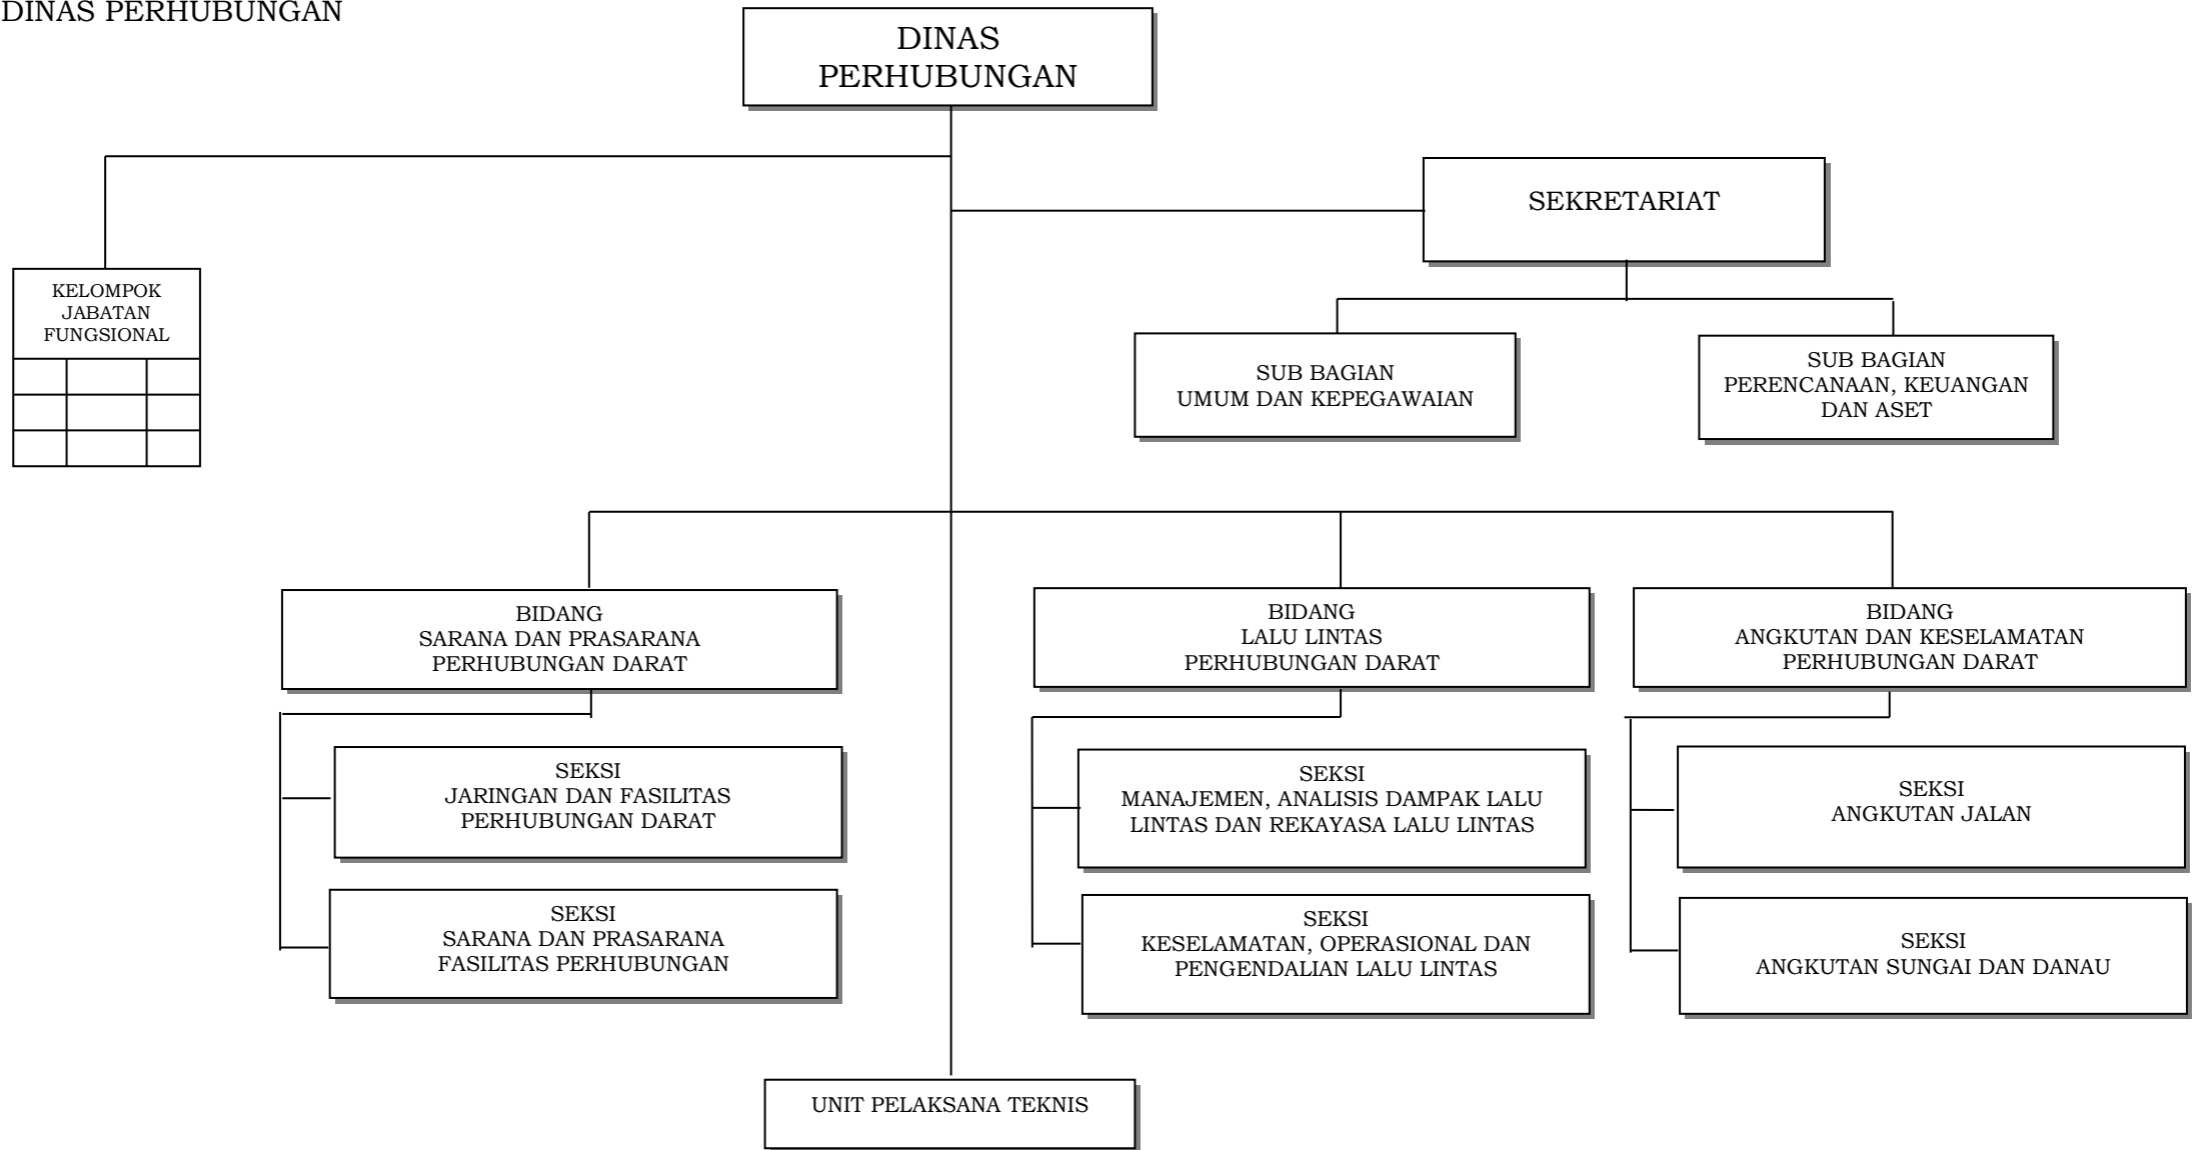 DINAS PERHUBUNGAN
DINAS
PERHUBUNGAN
SEKRETARIAT
KELOMPOK
JABATAN
FUNGSIONAL
SUB BAGIAN
UMUM DAN KEPEGAWAIAN
SUB BAGIAN
PERENCANAAN, KEUANGAN
DAN ASET
BIDANG
SARANA DAN PRASARANA
PERHUBUNGAN DARAT
BIDANG
LALU LINTAS
PERHUBUNGAN DARAT
BIDANG
ANGKUTAN DAN KESELAMATAN
PERHUBUNGAN DARAT
SEKSI
JARINGAN DAN FASILITAS
PERHUBUNGAN DARAT
SEKSI
MANAJEMEN, ANALISIS DAMPAK LALU
LINTAS DAN REKAYASA LALU LINTAS
SEKSI
ANGKUTAN JALAN
SEKSI
SARANA DAN PRASARANA
FASILITAS PERHUBUNGAN
SEKSI
KESELAMATAN, OPERASIONAL DAN
PENGENDALIAN LALU LINTAS
SEKSI
ANGKUTAN SUNGAI DAN DANAU
UNIT PELAKSANA TEKNIS